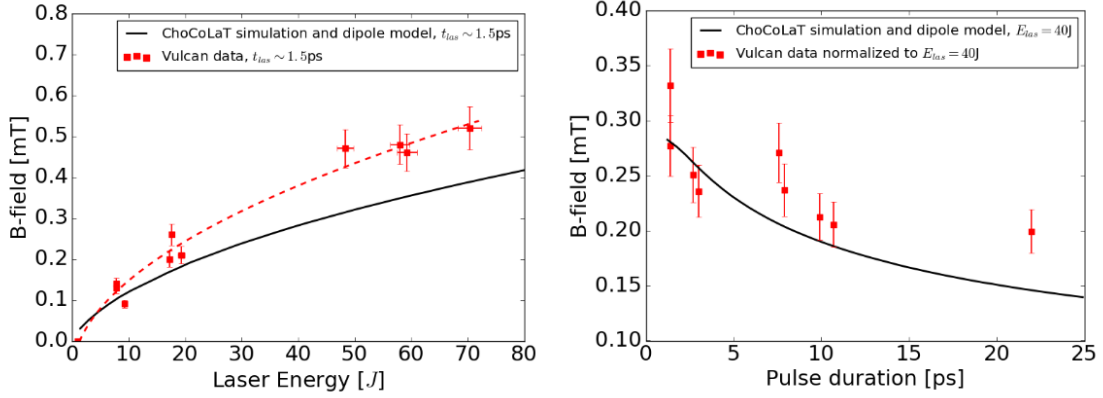 0.8
0.7
0.6
0.5
0.4
0.3
0.2
0.1
0.0
B-field [mT]
ChoCoLaT simulation and dipole model, t_las ∼ 1.5ps
Vulcan data, t_las ∼ 1.5ps
0 10 20 30 40 50 60 70 80
Laser Energy [J]
0.40
0.35
0.30
0.25
0.20
0.15
0.10
B-field [mT]
ChoCoLaT simulation and dipole model, E_las = 40J
Vulcan data normalized to E_las = 40J
0 5 10 15 20 25
Pulse duration [ps]